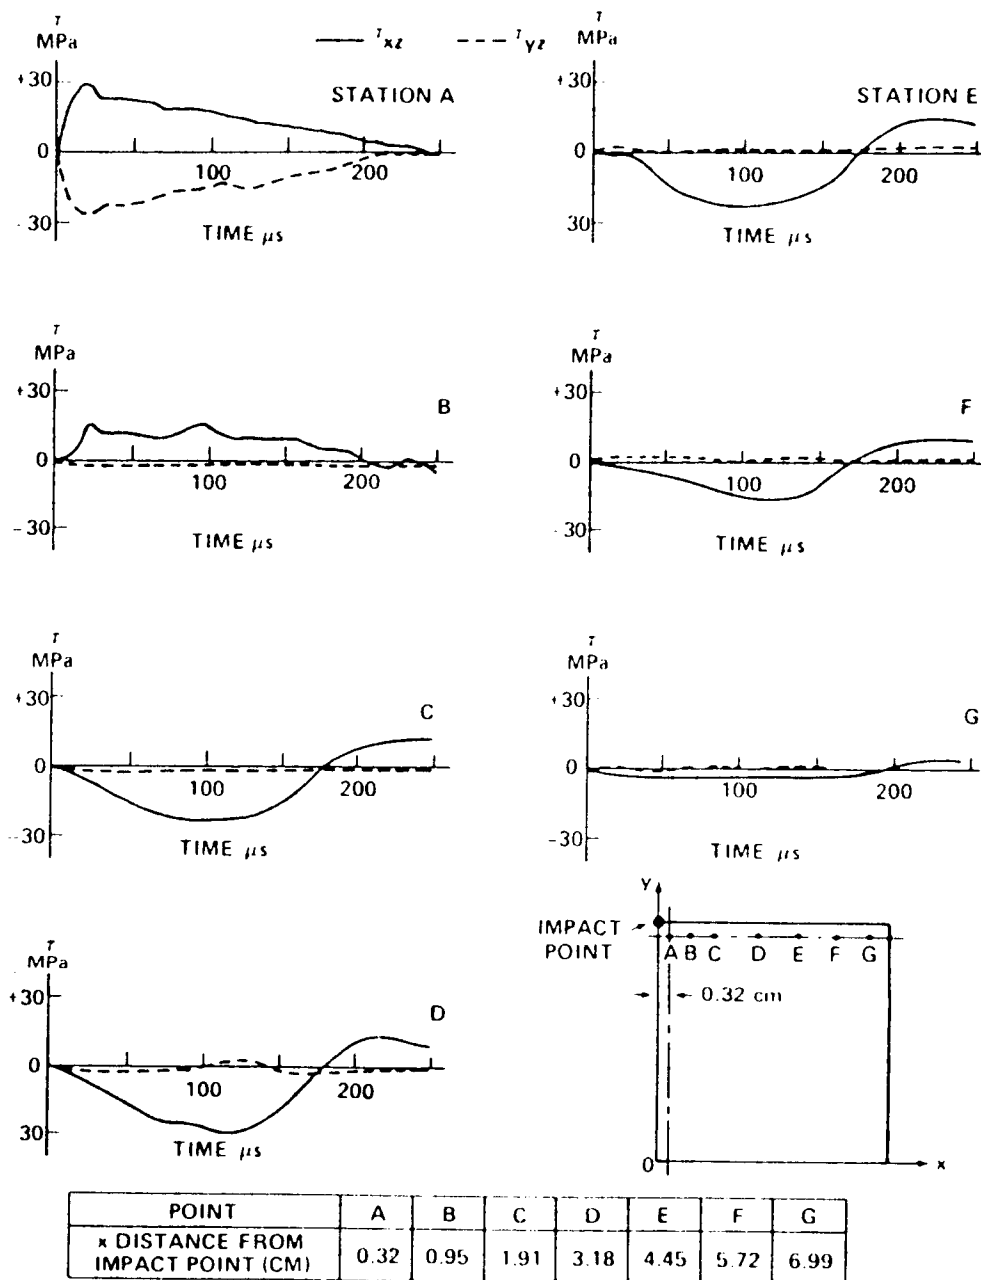 τ
MPa
τxz
τyz
τ
MPa
+30
0
-30
100
200
STATION A
TIME μs
+30
0
30
100
200
STATION E
TIME μs
τ
MPa
+30
0
-30
100
200
B
TIME μs
τ
MPa
+30
0
-30
100
200
F
TIME μs
τ
MPa
+30
0
-30
100
200
C
TIME μs
τ
MPa
+30
0
-30
100
200
G
TIME μs
τ
MPa
+30
0
30
100
200
D
TIME μs
y
IMPACT
POINT
A B C D E F G
0.32 cm
0
x
POINT A B C D E F G
x DISTANCE FROM
IMPACT POINT (CM) 0.32 0.95 1.91 3.18 4.45 5.72 6.99